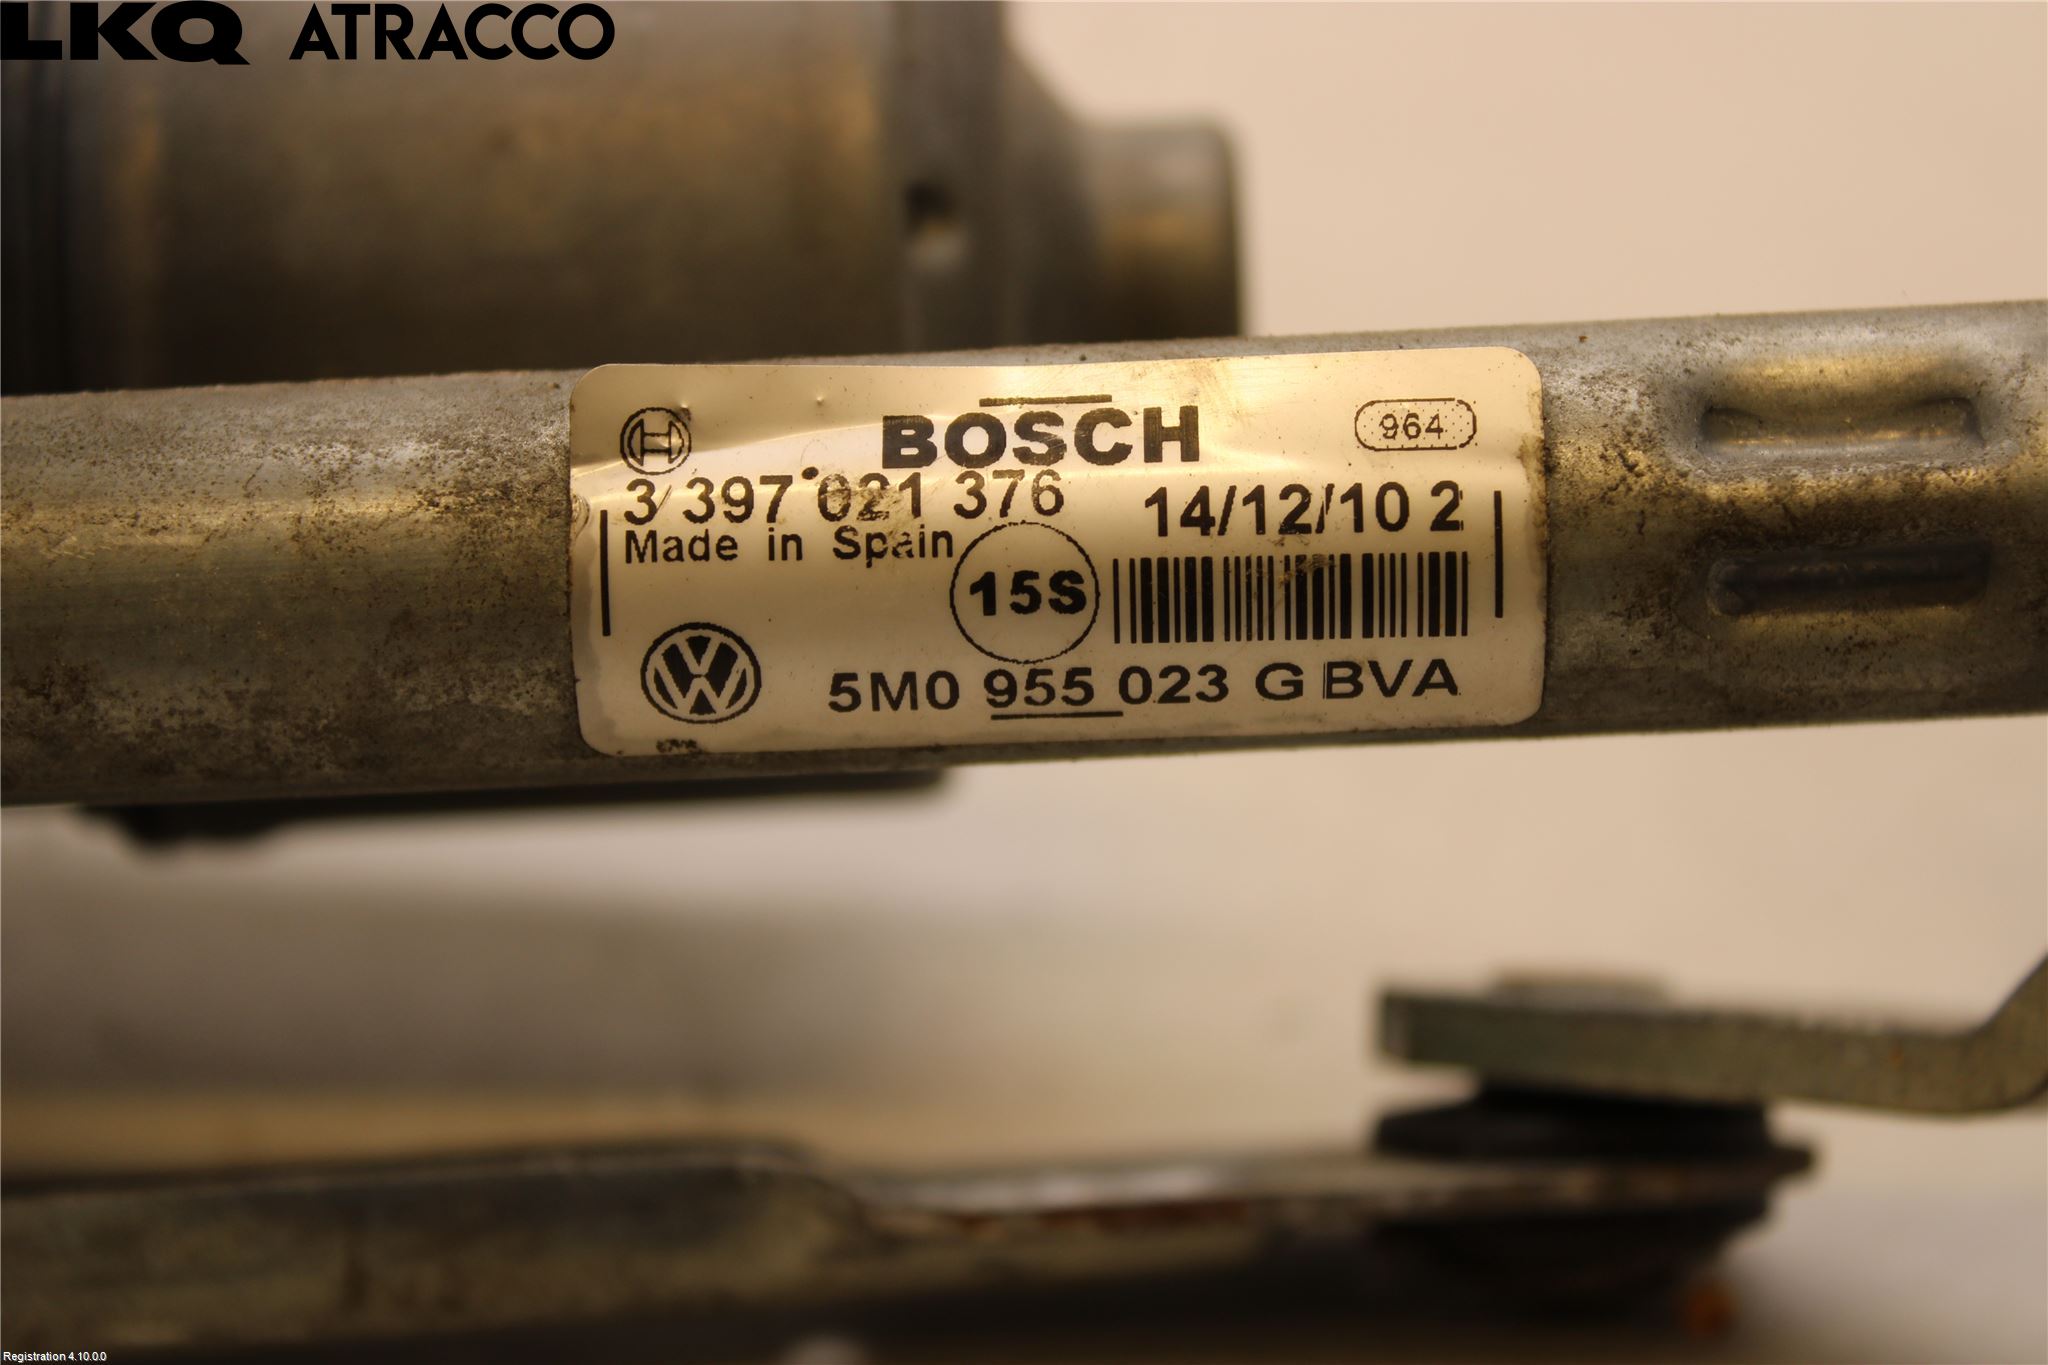 LKQ ATRACCO
BOSCH
964
3 397 021 376
14/12/10 2
Made in Spain
15S
5M0 955 023 G BVA
Registration 4.10.0.0